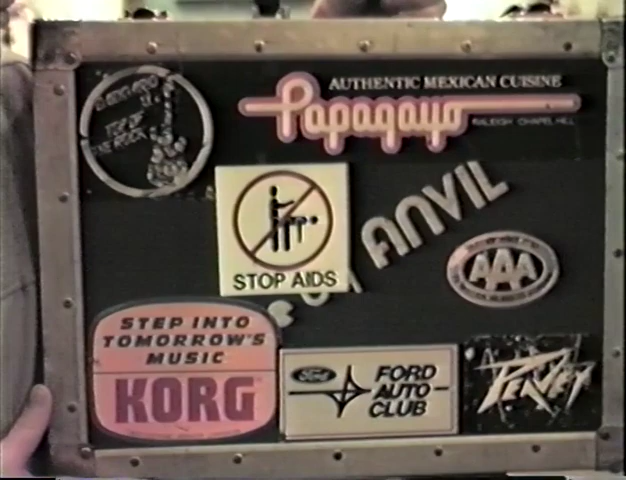 TOP OF
THE ROCK
AUTHENTIC MEXICAN CUISINE
Papagayo
RALEIGH CHAPEL HILL
STOP AIDS
ANVIL
AAA
STEP INTO
TOMORROW'S
MUSIC
KORG
Ford
FORD
AUTO
CLUB
PEAVEY